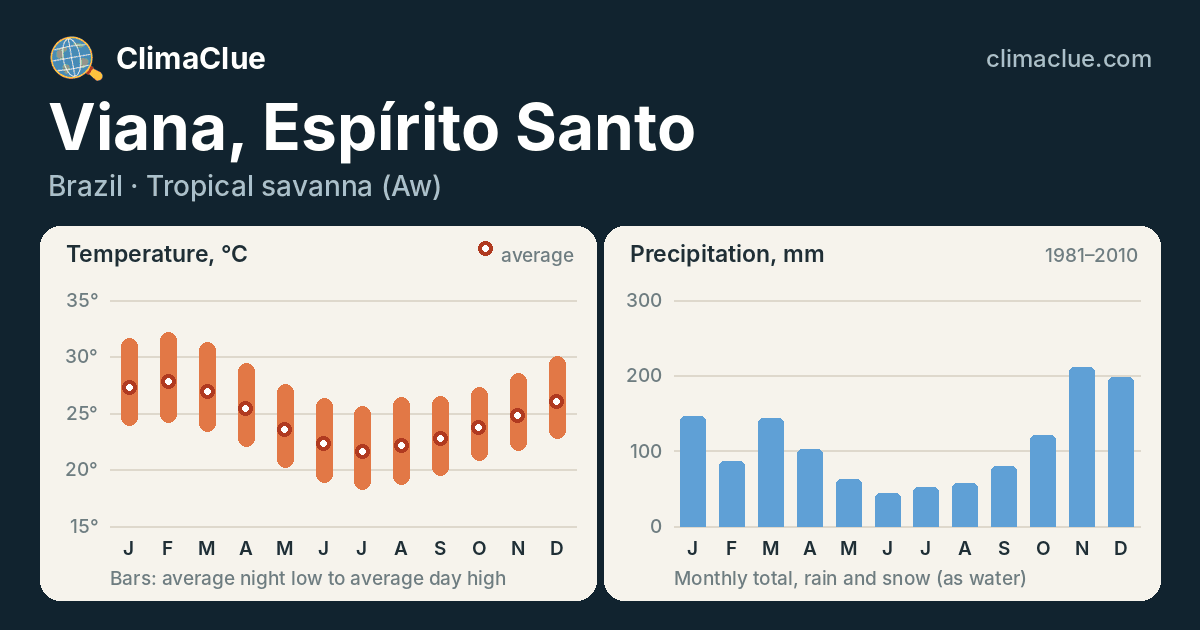 ClimaClue
climaclue.com
Viana, Espírito Santo
Brazil · Tropical savanna (Aw)
Temperature, °C
average
35°
30°
25°
20°
15°
J F M A M J J A S O N D
Bars: average night low to average day high
Precipitation, mm
1981–2010
300
200
100
0
J F M A M J J A S O N D
Monthly total, rain and snow (as water)